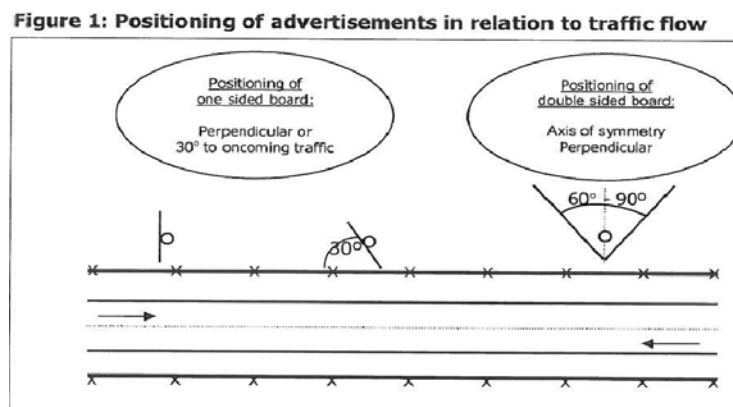 Figure 1: Positioning of advertisements in relation to traffic flow
Positioning of
one sided board:
Perpendicular or
30° to oncoming traffic
Positioning of
double sided board:
Axis of symmetry
Perpendicular
60° - 90°
30°